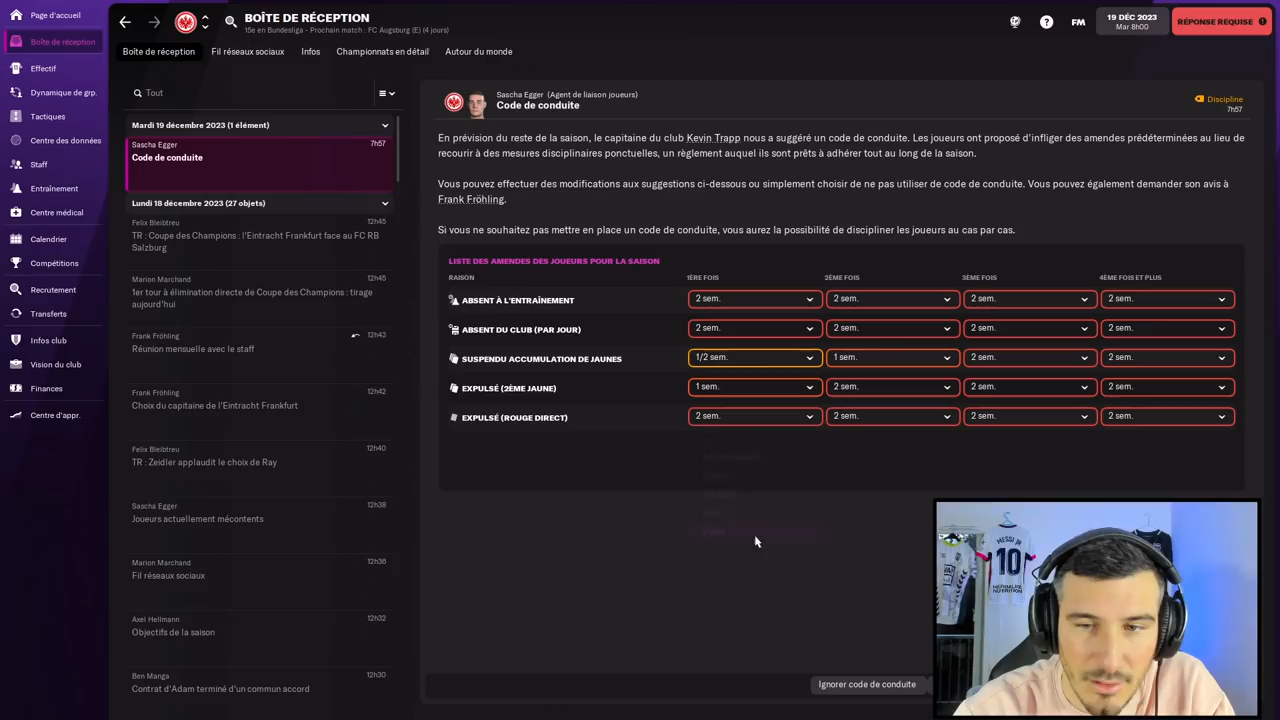 Page d'accueil
Boîte de réception
Effectif
Dynamique de grp.
Tactiques
Centre des données
Staff
Entraînement
Centre médical
Calendrier
Compétitions
Recrutement
Transferts
Infos club
Vision du club
Finances
Centre d'appr.
BOÎTE DE RÉCEPTION
15e en Bundesliga - Prochain match : FC Augsburg (E) (4 jours)
FM
19 DÉC 2023
Mar 8h00
RÉPONSE REQUISE
Boîte de réception
Fil réseaux sociaux
Infos
Championnats en détail
Autour du monde
Tout
Mardi 19 décembre 2023 (1 élément)
Sascha Egger 7h57
Code de conduite
Lundi 18 décembre 2023 (27 objets)
Felix Bleibtreu 12h45
TR : Coupe des Champions : l'Eintracht Frankfurt face au FC RB
Salzburg
Marion Marchand 12h45
1er tour à élimination directe de Coupe des Champions : tirage
aujourd'hui
Frank Fröhling 12h43
Réunion mensuelle avec le staff
Frank Fröhling 12h42
Choix du capitaine de l'Eintracht Frankfurt
Felix Bleibtreu 12h40
TR : Zeidler applaudit le choix de Ray
Sascha Egger 12h38
Joueurs actuellement mécontents
Marion Marchand 12h36
Fil réseaux sociaux
Axel Hellmann 12h32
Objectifs de la saison
Ben Manga 12h30
Contrat d'Adam terminé d'un commun accord
Sascha Egger (Agent de liaison joueurs)
Code de conduite
Discipline
7h57
En prévision du reste de la saison, le capitaine du club Kevin Trapp nous a suggéré un code de conduite. Les joueurs ont proposé d'infliger des amendes prédéterminées au lieu de
recourir à des mesures disciplinaires ponctuelles, un règlement auquel ils sont prêts à adhérer tout au long de la saison.
Vous pouvez effectuer des modifications aux suggestions ci-dessous ou simplement choisir de ne pas utiliser de code de conduite. Vous pouvez également demander son avis à
Frank Fröhling.
Si vous ne souhaitez pas mettre en place un code de conduite, vous aurez la possibilité de discipliner les joueurs au cas par cas.
LISTE DES AMENDES DES JOUEURS POUR LA SAISON
RAISON 1ÈRE FOIS 2ÈME FOIS 3ÈME FOIS 4ÈME FOIS ET PLUS
ABSENT À L'ENTRAÎNEMENT 2 sem. 2 sem. 2 sem. 2 sem.
ABSENT DU CLUB (PAR JOUR) 2 sem. 2 sem. 2 sem. 2 sem.
SUSPENDU ACCUMULATION DE JAUNES 1/2 sem. 1 sem. 2 sem. 2 sem.
EXPULSÉ (2ÈME JAUNE) 1 sem. 2 sem. 2 sem. 2 sem.
EXPULSÉ (ROUGE DIRECT) 2 sem. 2 sem. 2 sem. 2 sem.
Ignorer code de conduite
MESSI JR
10
HERBALIFE
NUTRITION